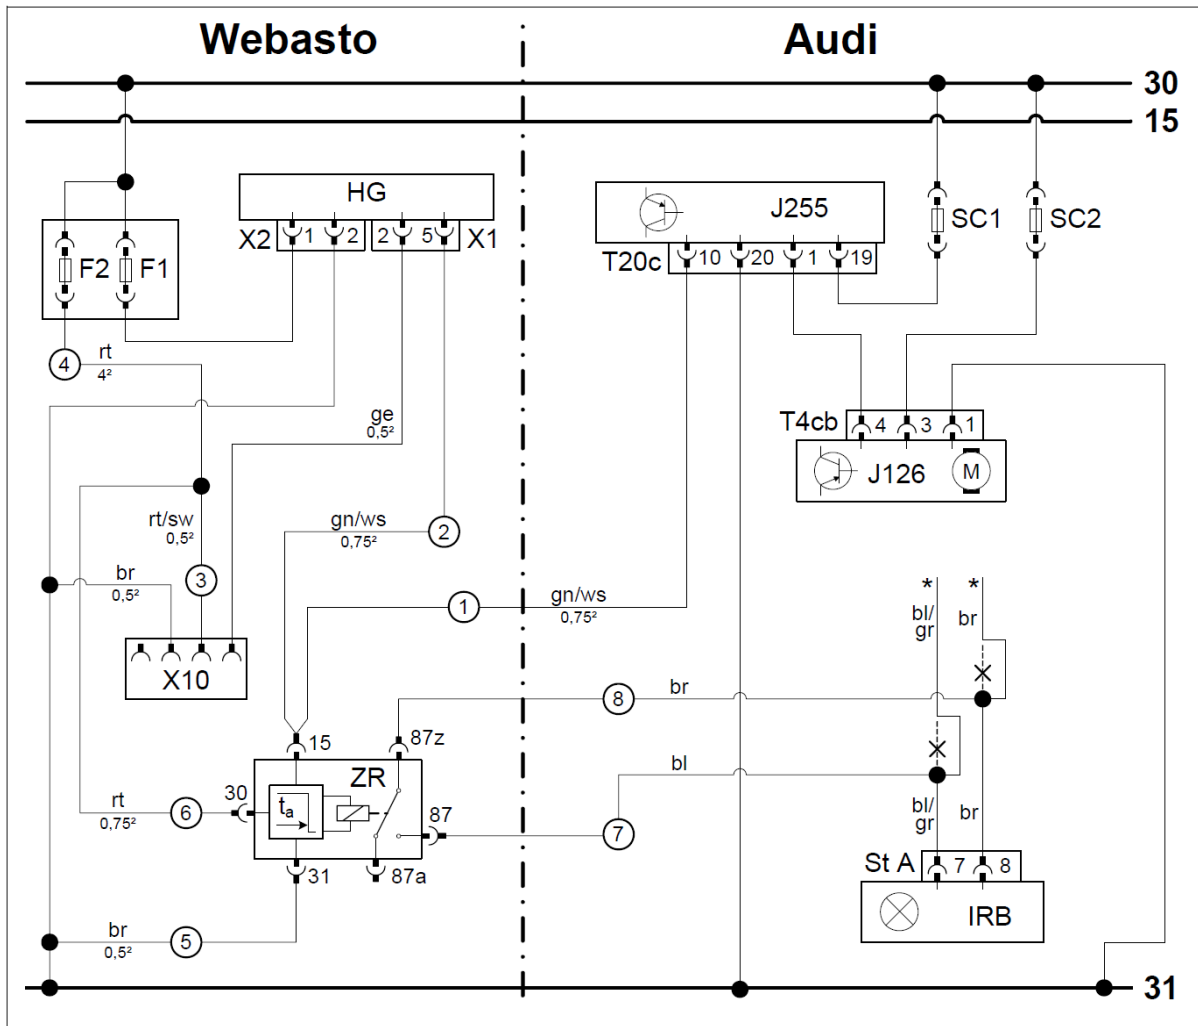 Webasto Audi
30
15
HG
J255
SC1 SC2
X2 1 2 2 5 X1
T20c 10 20 1 19
F2 F1
4 rt
4²
ge
0,5²
T4cb 4 3 1
J126 M
rt/sw
0,5²
gn/ws 2
0,75²
3
br
0,5²
1 gn/ws
0,75²
* *
bl/
gr
br
X10
8 br
15 87z
bl
ZR
30
rt 6
0,75²
ta
87
7
bl/
gr
br
31 87a
St A 7 8
IRB
br 5
0,5²
31